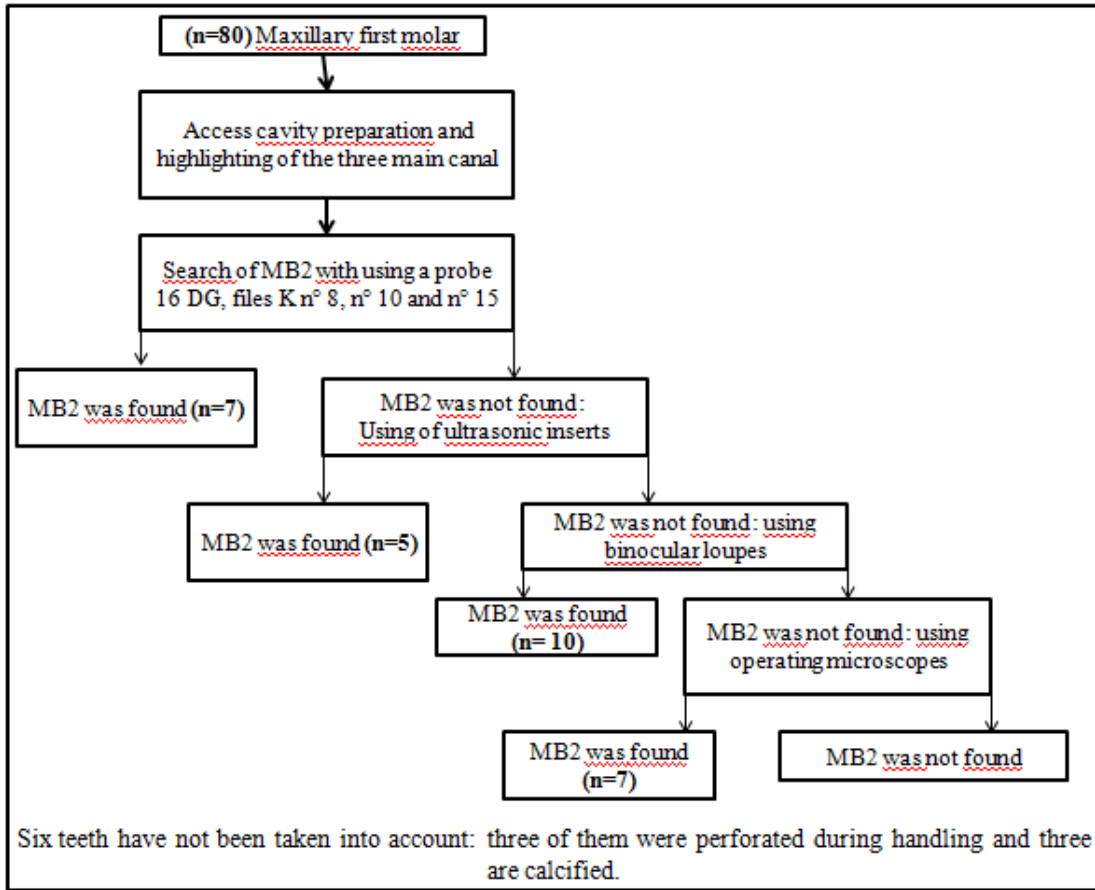 (n=80) Maxillary first molar
Access cavity preparation and
highlighting of the three main canal
Search of MB2 with using a probe
16 DG, files K n° 8, n° 10 and n° 15
MB2 was found (n=7)
MB2 was not found:
Using of ultrasonic inserts
MB2 was found (n=5)
MB2 was not found: using
binocular loupes
MB2 was found
(n= 10)
MB2 was not found: using
operating microscopes
MB2 was found
(n=7)
MB2 was not found
Six teeth have not been taken into account: three of them were perforated during handling and three
are calcified.